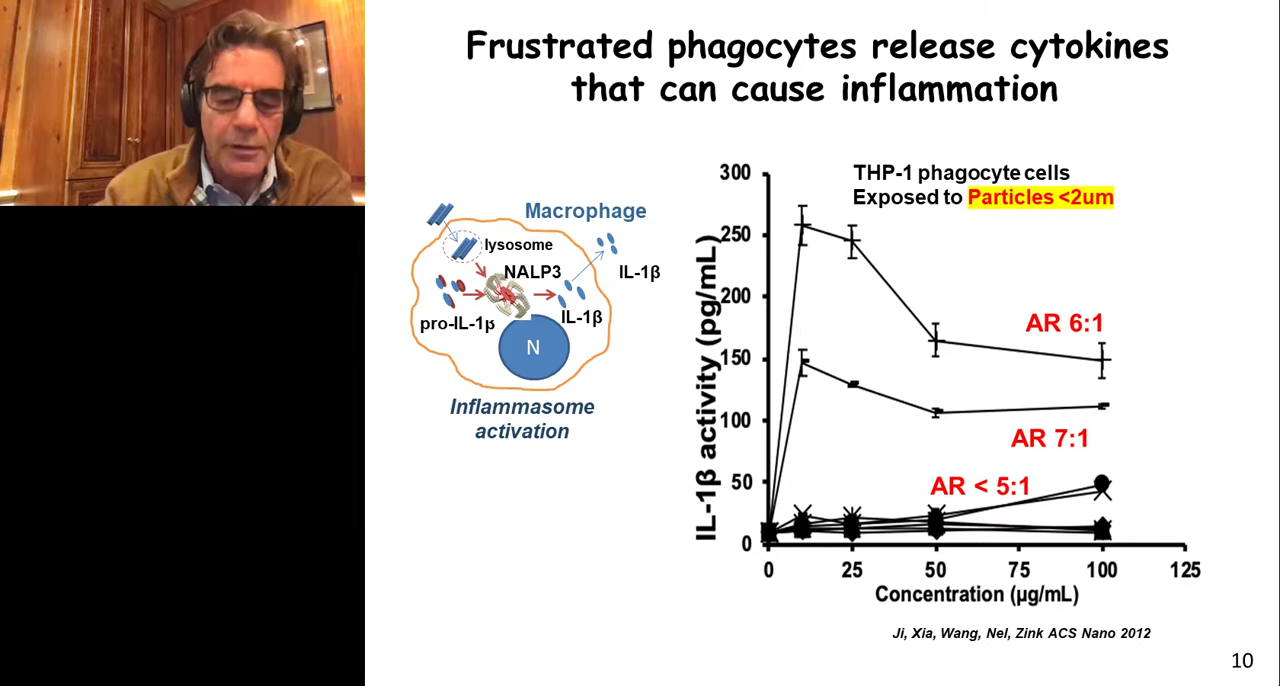 Frustrated phagocytes release cytokines
that can cause inflammation
Macrophage
lysosome
NALP3
IL-1β
pro-IL-1β
IL-1β
N
Inflammasome
activation
THP-1 phagocyte cells
Exposed to Particles <2um
IL-1β activity (pg/mL)
300
250
200
150
100
50
0
AR 6:1
AR 7:1
AR < 5:1
0
25
50
75
100
125
Concentration (µg/mL)
Ji, Xia, Wang, Nel, Zink ACS Nano 2012
10